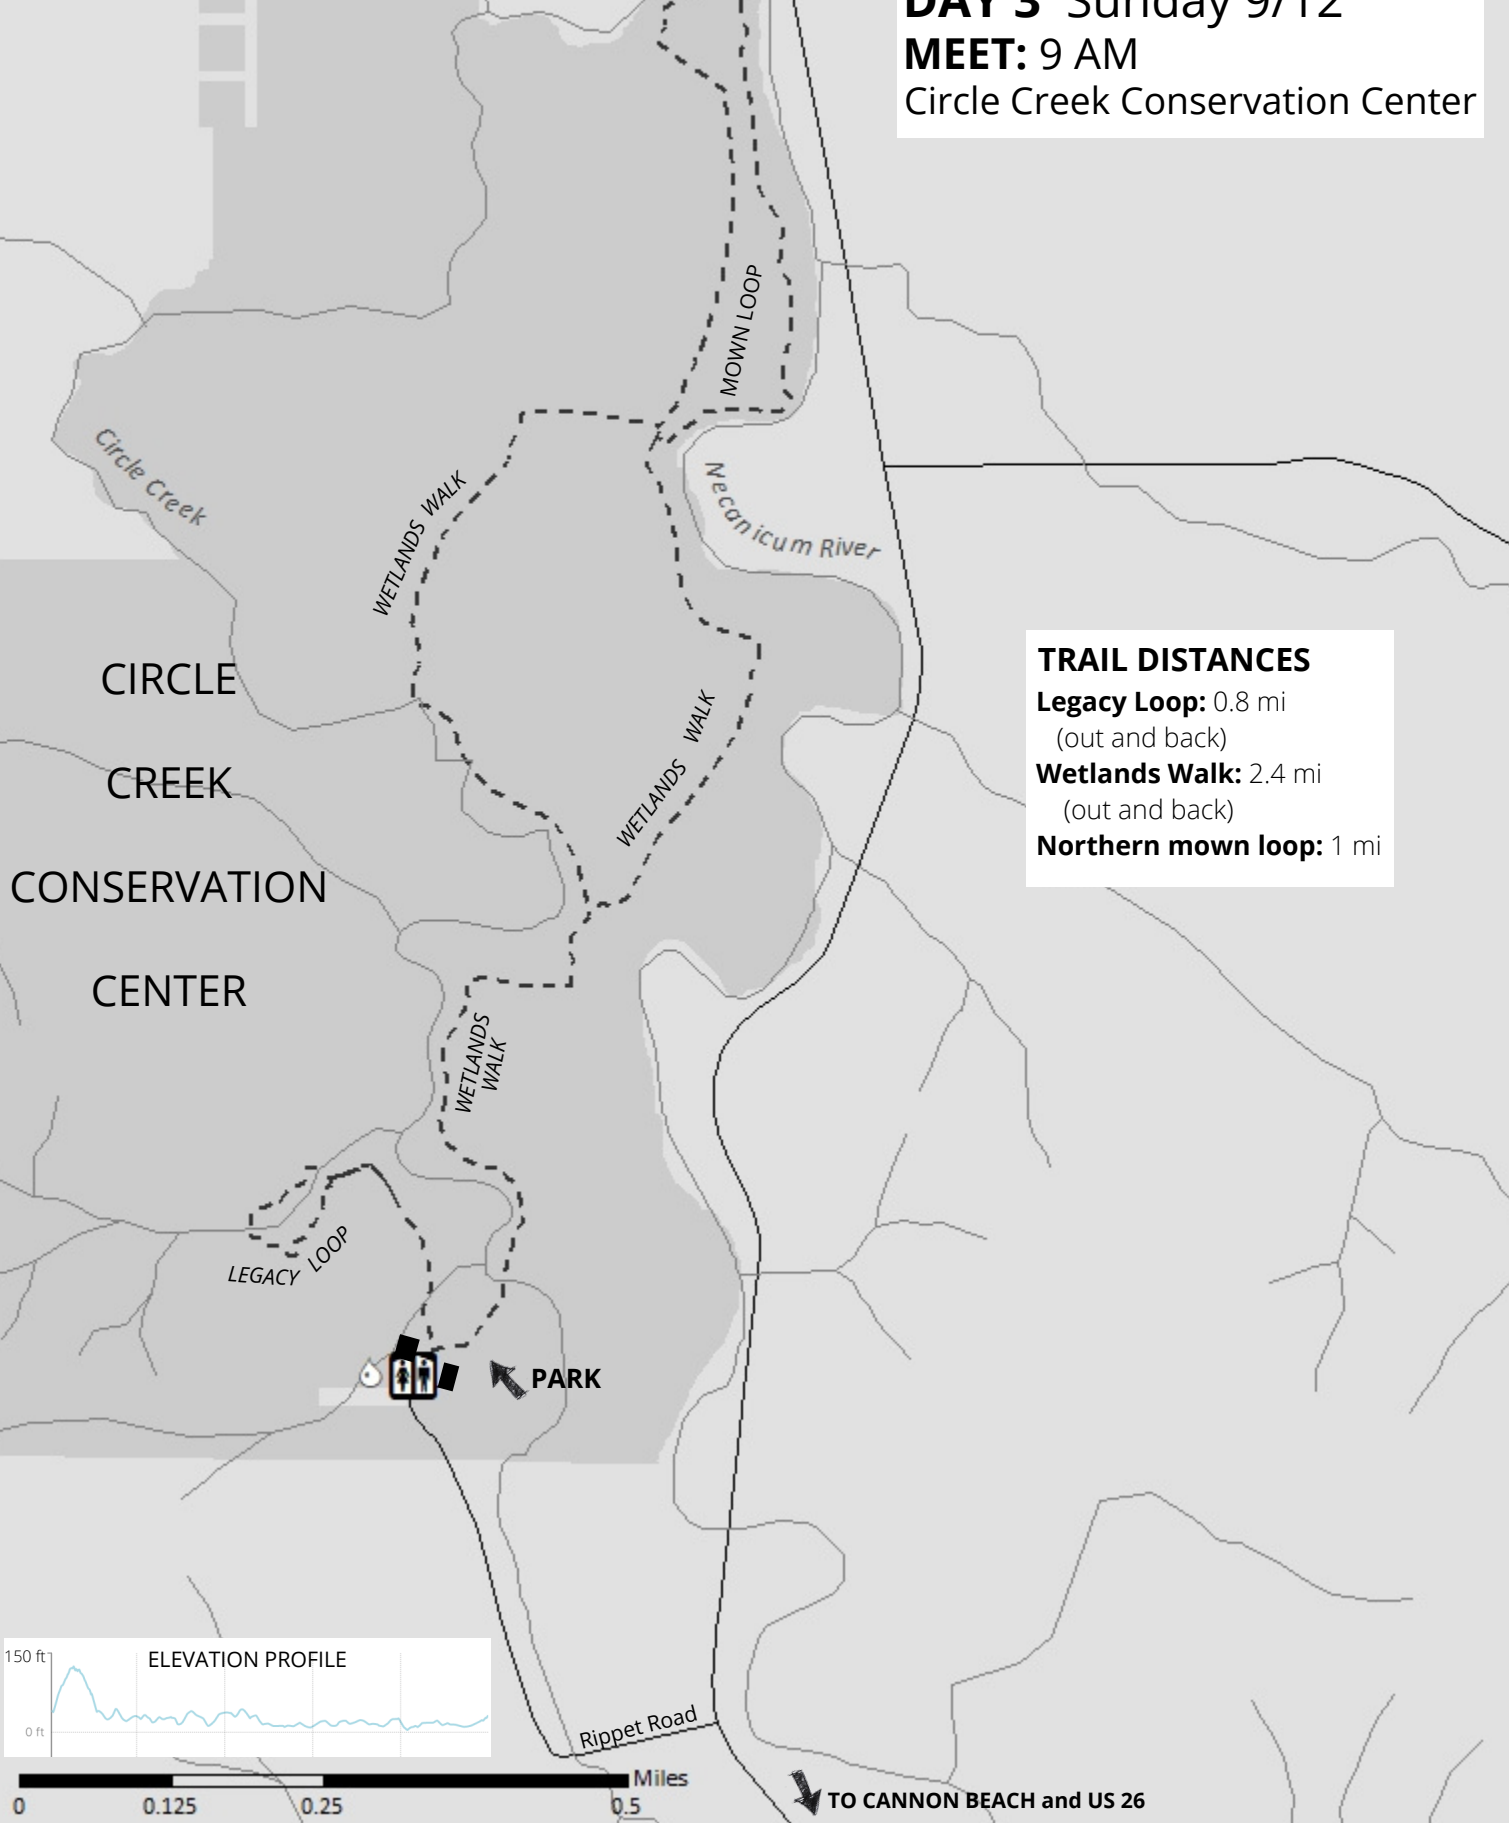 DAY 3 Sunday 9/12
MEET: 9 AM
Circle Creek Conservation Center
MOWN LOOP
Circle Creek
WETLANDS WALK
Necanicum River
CIRCLE
CREEK
CONSERVATION
CENTER
WETLANDS WALK
TRAIL DISTANCES
Legacy Loop: 0.8 mi
(out and back)
Wetlands Walk: 2.4 mi
(out and back)
Northern mown loop: 1 mi
WETLANDS
WALK
LEGACY LOOP
PARK
150 ft
ELEVATION PROFILE
0 ft
Rippet Road
Miles
0 0.125 0.25 0.5
TO CANNON BEACH and US 26